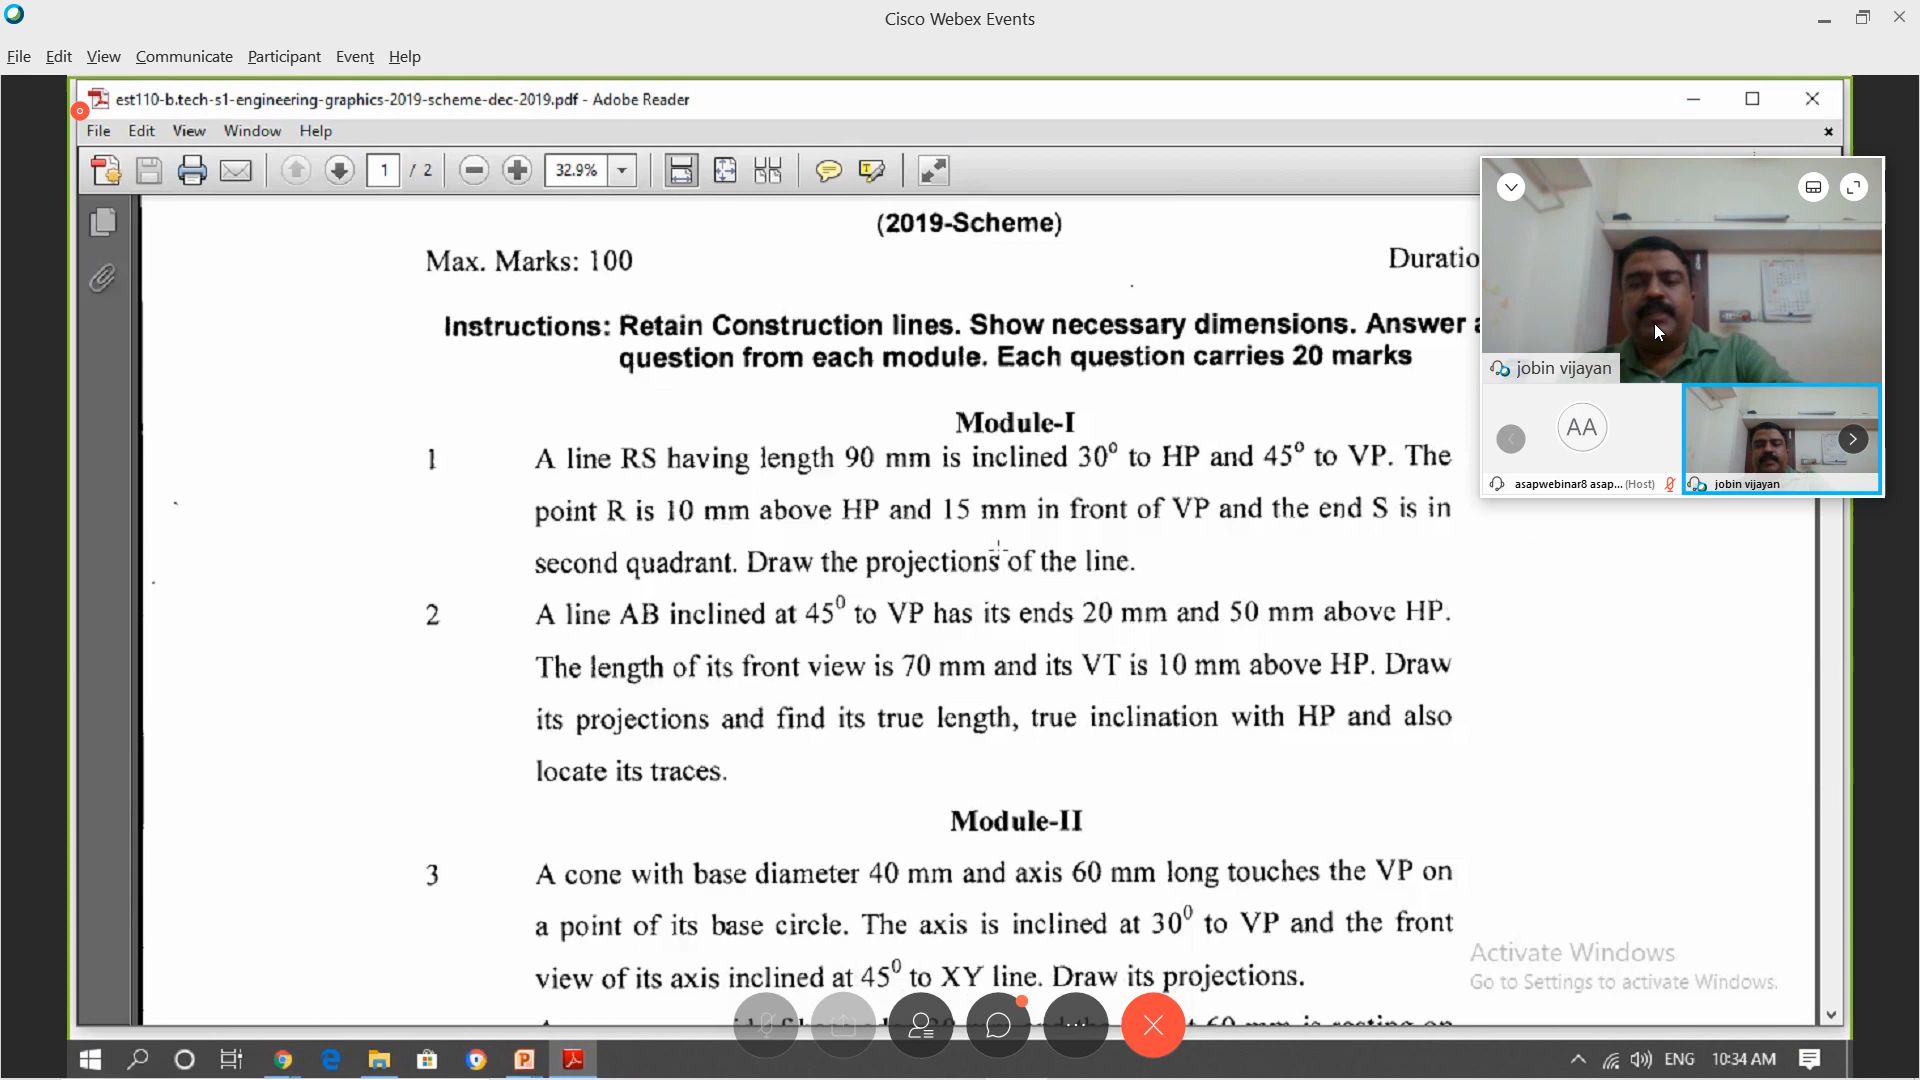 Cisco Webex Events
File Edit View Communicate Participant Event Help
est110-b.tech-s1-engineering-graphics-2019-scheme-dec-2019.pdf - Adobe Reader
File Edit View Window Help
1 / 2 32.9%
(2019-Scheme)
Max. Marks: 100
Duratio
Instructions: Retain Construction lines. Show necessary dimensions. Answer
question from each module. Each question carries 20 marks
Module-I
1 A line RS having length 90 mm is inclined 30⁰ to HP and 45⁰ to VP. The
point R is 10 mm above HP and 15 mm in front of VP and the end S is in
second quadrant. Draw the projections of the line.
2 A line AB inclined at 45⁰ to VP has its ends 20 mm and 50 mm above HP.
The length of its front view is 70 mm and its VT is 10 mm above HP. Draw
its projections and find its true length, true inclination with HP and also
locate its traces.
Module-II
3 A cone with base diameter 40 mm and axis 60 mm long touches the VP on
a point of its base circle. The axis is inclined at 30⁰ to VP and the front
view of its axis inclined at 45⁰ to XY line. Draw its projections.
jobin vijayan
AA
asapwebinar8 asap... (Host)
jobin vijayan
Activate Windows
Go to Settings to activate Windows.
ENG 10:34 AM